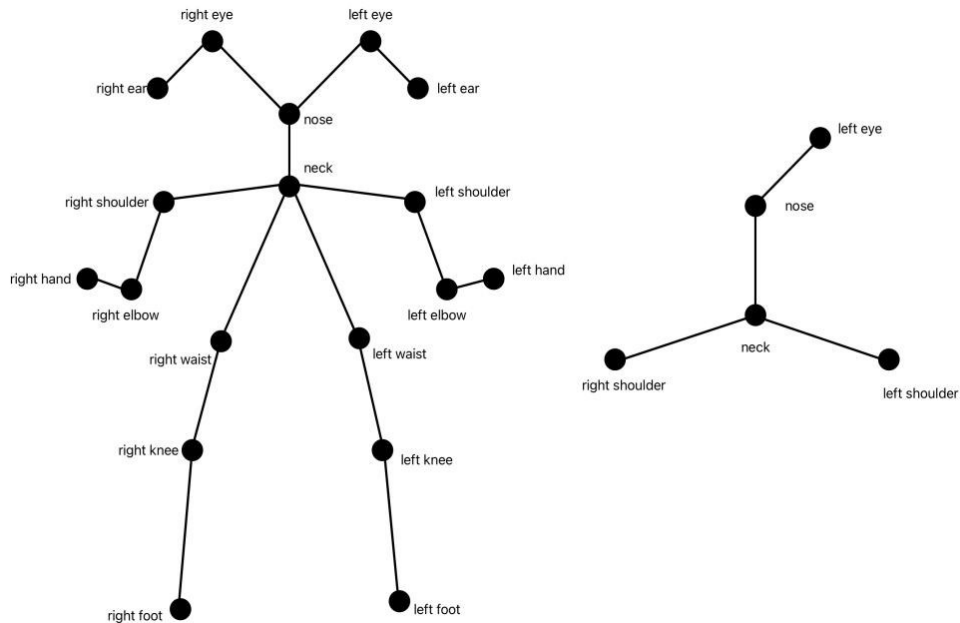 right eye
left eye
right ear
left ear
nose
neck
right shoulder
left shoulder
right hand
left hand
right elbow
left elbow
right waist
left waist
right knee
left knee
right foot
left foot
left eye
nose
neck
right shoulder
left shoulder